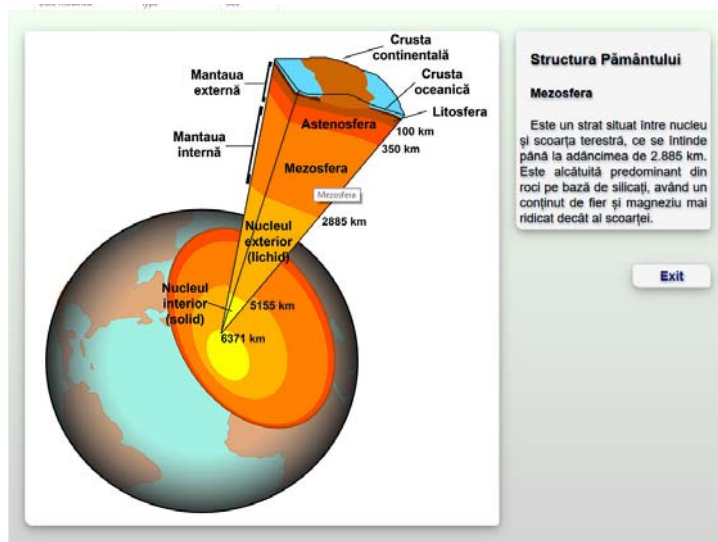 Crusta
continentală
Crusta
oceanică
Litosfera
Mantaua
externă
Mantaua
internă
Astenosfera
100 km
350 km
Mezosfera
Mezosfera
2885 km
Nucleul
exterior
(lichid)
Nucleul
interior
(solid)
5155 km
6371 km
Structura Pământului
Mezosfera
Este un strat situat între nucleu
și scoarța terestră, ce se întinde
până la adâncimea de 2.885 km.
Este alcătuită predominant din
roci pe bază de silicați, având un
conținut de fier și magneziu mai
ridicat decât al scoarței.
Exit